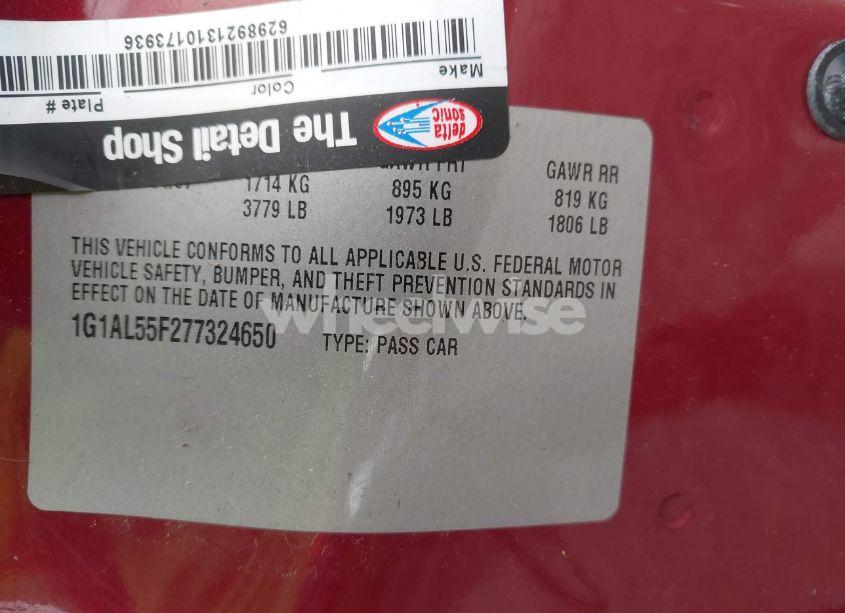 6298921310173936
Make
Color
Plate #
The Detail Shop
delta sonic
GAWR RR
1714 KG
895 KG
819 KG
3779 LB
1973 LB
1806 LB
THIS VEHICLE CONFORMS TO ALL APPLICABLE U.S. FEDERAL MOTOR
VEHICLE SAFETY, BUMPER, AND THEFT PREVENTION STANDARDS IN
EFFECT ON THE DATE OF MANUFACTURE SHOWN ABOVE.
1G1AL55F277324650 TYPE: PASS CAR
wheelwise